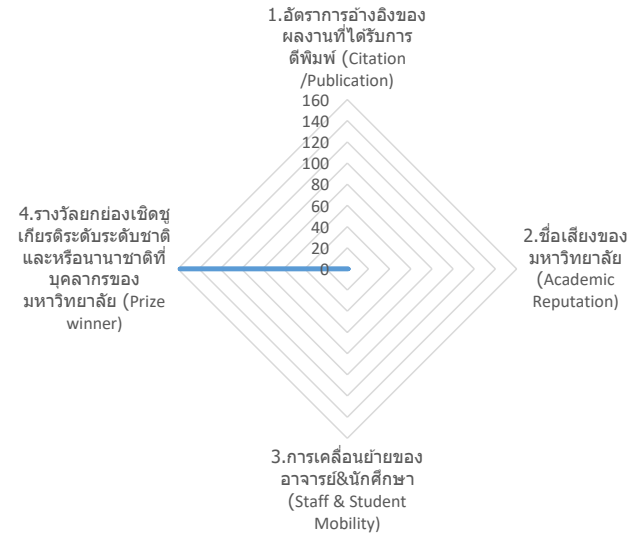 1.อัตราการอ้างอิงของ
ผลงานที่ได้รับการ
ตีพิมพ์ (Citation
/Publication)
160
140
120
100
80
60
40
20
0
4.รางวัลยกย่องเชิดชู
เกียรติระดับระดับชาติ
และหรือนานาชาติที่
บุคลากรของ
มหาวิทยาลัย (Prize
winner)
2.ชื่อเสียงของ
มหาวิทยาลัย
(Academic
Reputation)
3.การเคลื่อนย้ายของ
อาจารย์&นักศึกษา
(Staff & Student
Mobility)